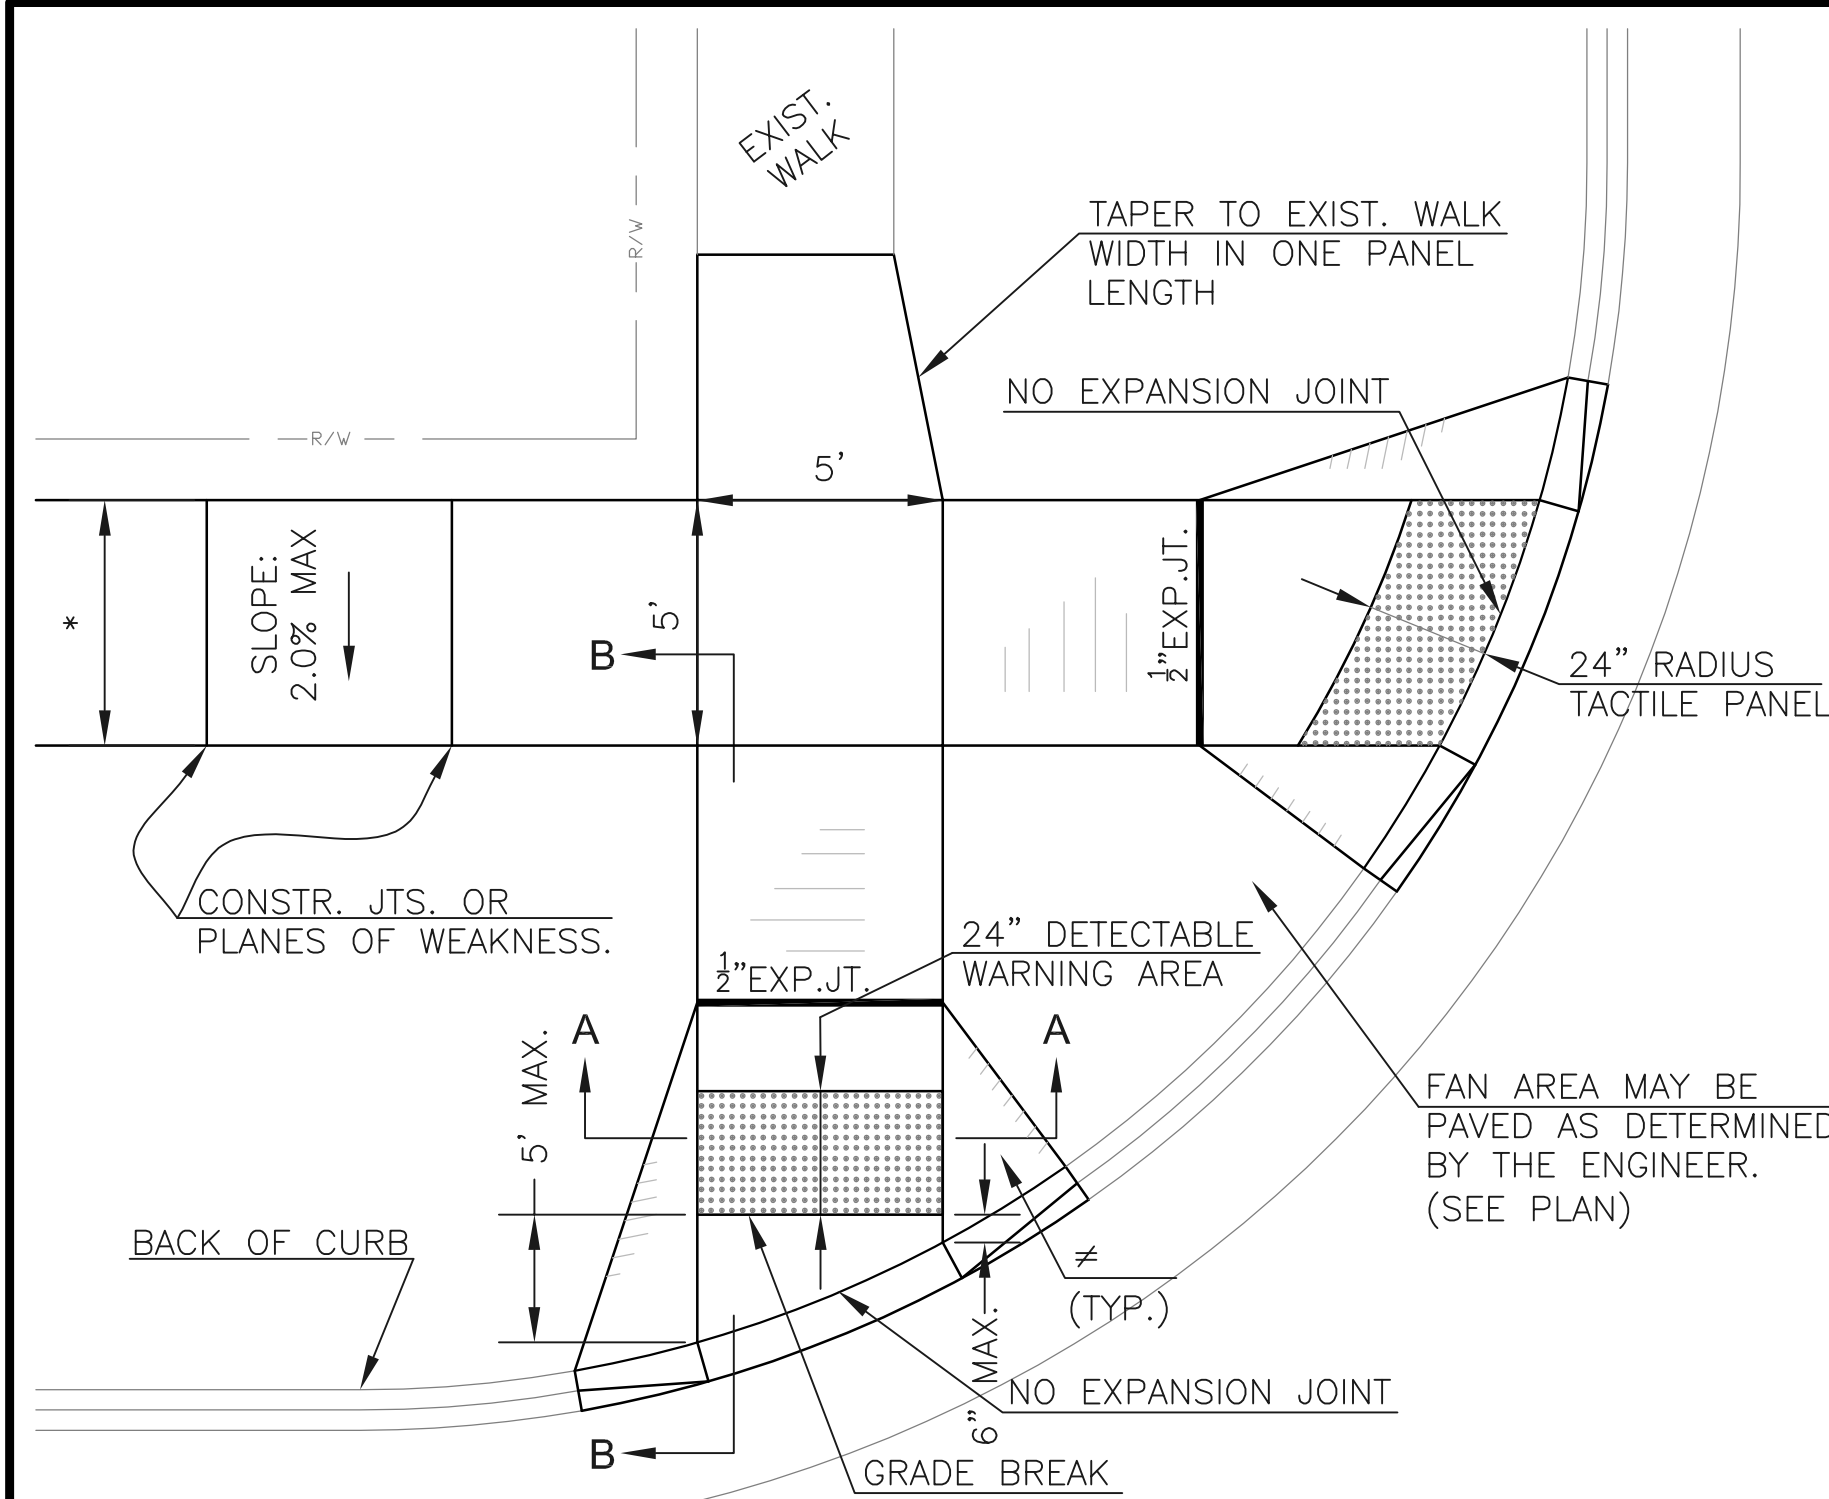 EXIST.
WALK
R/W
R/W
TAPER TO EXIST. WALK
WIDTH IN ONE PANEL
LENGTH
NO EXPANSION JOINT
5'
*
SLOPE:
2.0% MAX
5'
B
1/2"EXP.JT.
24" RADIUS
TACTILE PANEL
CONSTR. JTS. OR
PLANES OF WEAKNESS.
24" DETECTABLE
WARNING AREA
1/2"EXP.JT.
A
A
5' MAX.
FAN AREA MAY BE
PAVED AS DETERMINED
BY THE ENGINEER.
(SEE PLAN)
BACK OF CURB
≠
(TYP.)
6" MAX.
NO EXPANSION JOINT
B
GRADE BREAK